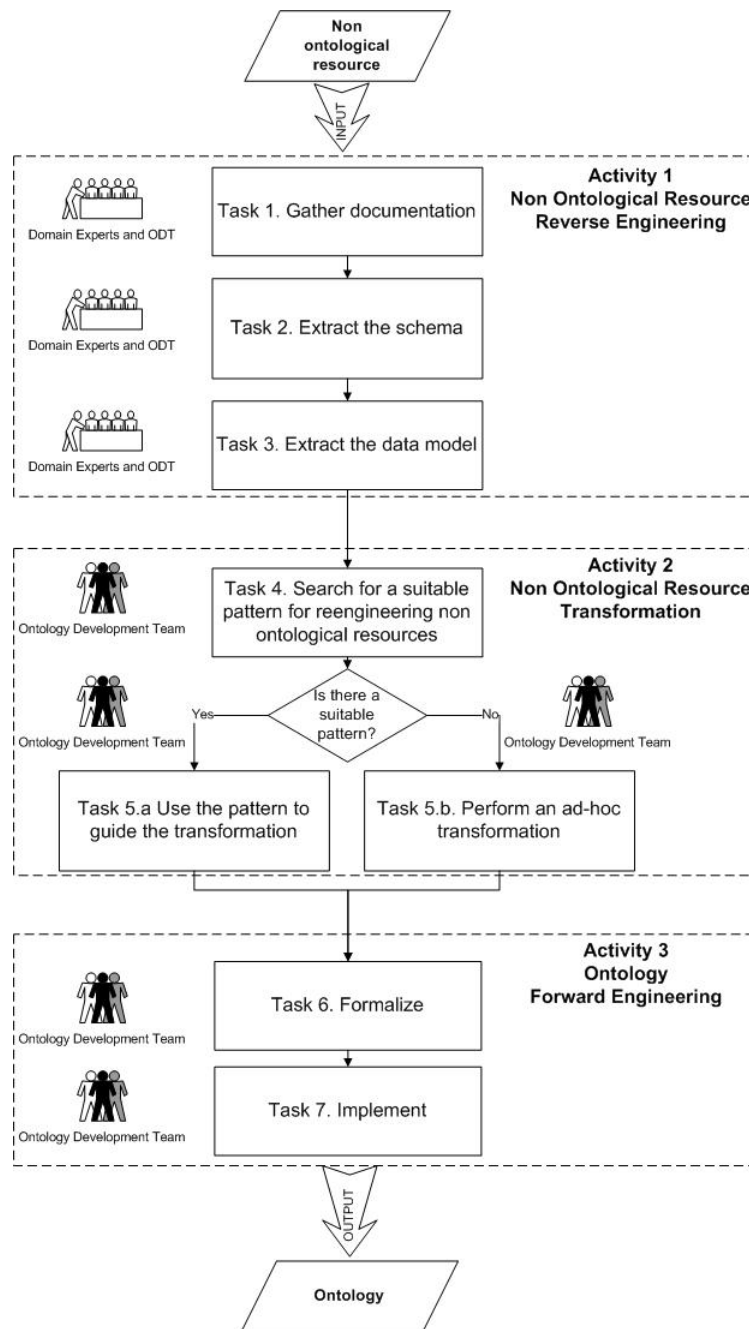 Non
ontological
resource
INPUT
Activity 1
Non Ontological Resource
Reverse Engineering
Task 1. Gather documentation
Domain Experts and ODT
Task 2. Extract the schema
Domain Experts and ODT
Task 3. Extract the data model
Domain Experts and ODT
Activity 2
Non Ontological Resource
Transformation
Task 4. Search for a suitable
pattern for reengineering non
ontological resources
Ontology Development Team
Is there a
suitable
pattern?
Yes
No
Ontology Development Team
Ontology Development Team
Task 5.a Use the pattern to
guide the transformation
Task 5.b. Perform an ad-hoc
transformation
Activity 3
Ontology
Forward Engineering
Task 6. Formalize
Ontology Development Team
Task 7. Implement
Ontology Development Team
OUTPUT
Ontology